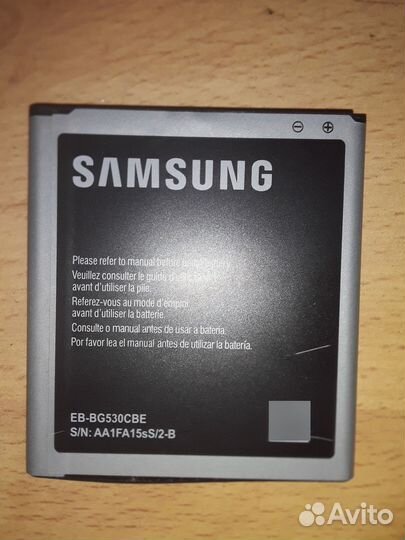 SAMSUNG
Please refer to manual before using battery.
Veuillez consulter le guide d'utilisation
avant d'utiliser la pile.
Referez-vous au mode d'emploi
avant d'utiliser la batterie.
Consulte o manual antes de usar a bateria.
Por favor lea el manual antes de utilizar la batería.
EB-BG530CBE
S/N: AA1FA15sS/2-B
Avito